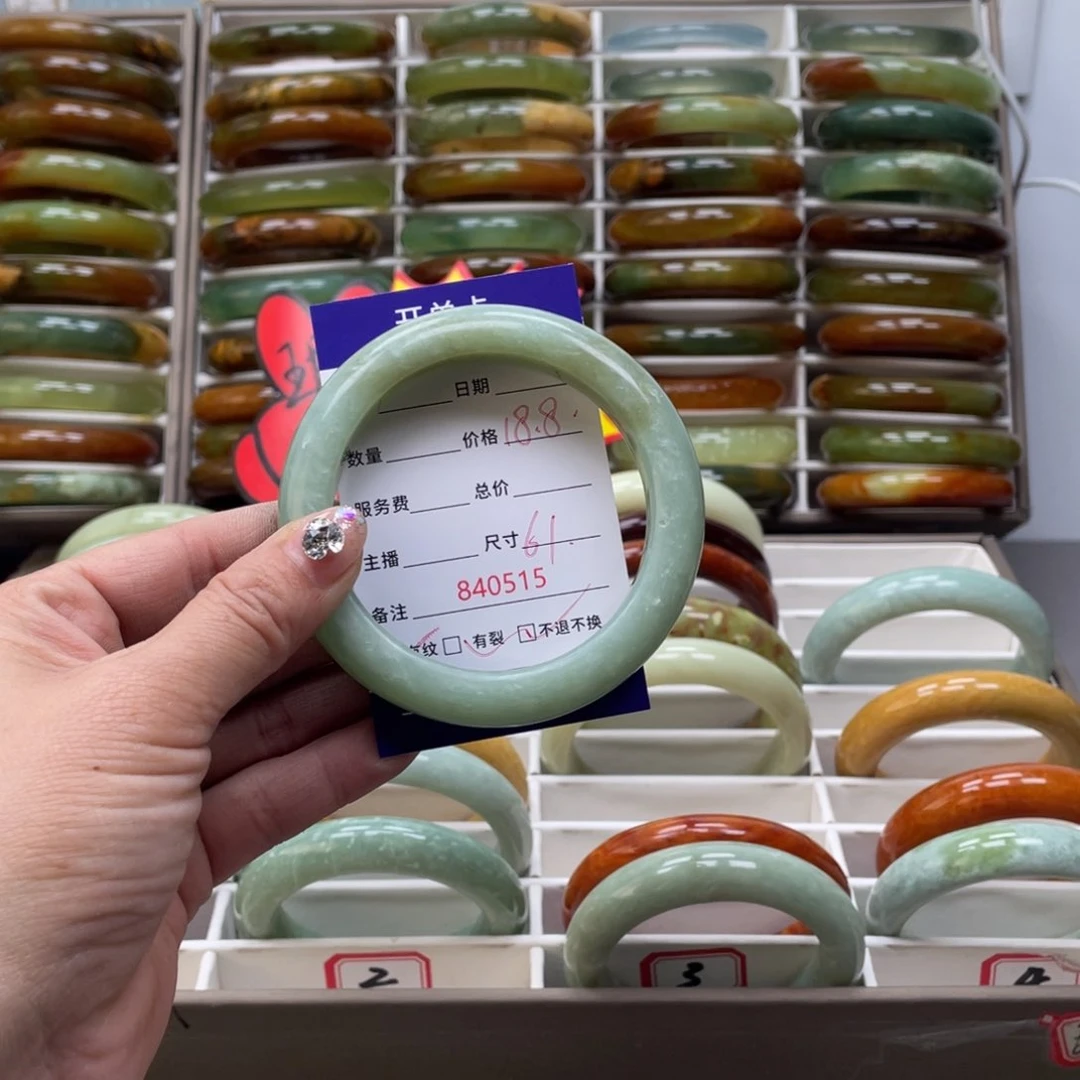 开单卡
日期
数量 价格 188
服务费 总价
主播 尺寸 61
840515
备注
有纹 有裂 不退不换
2
3
4